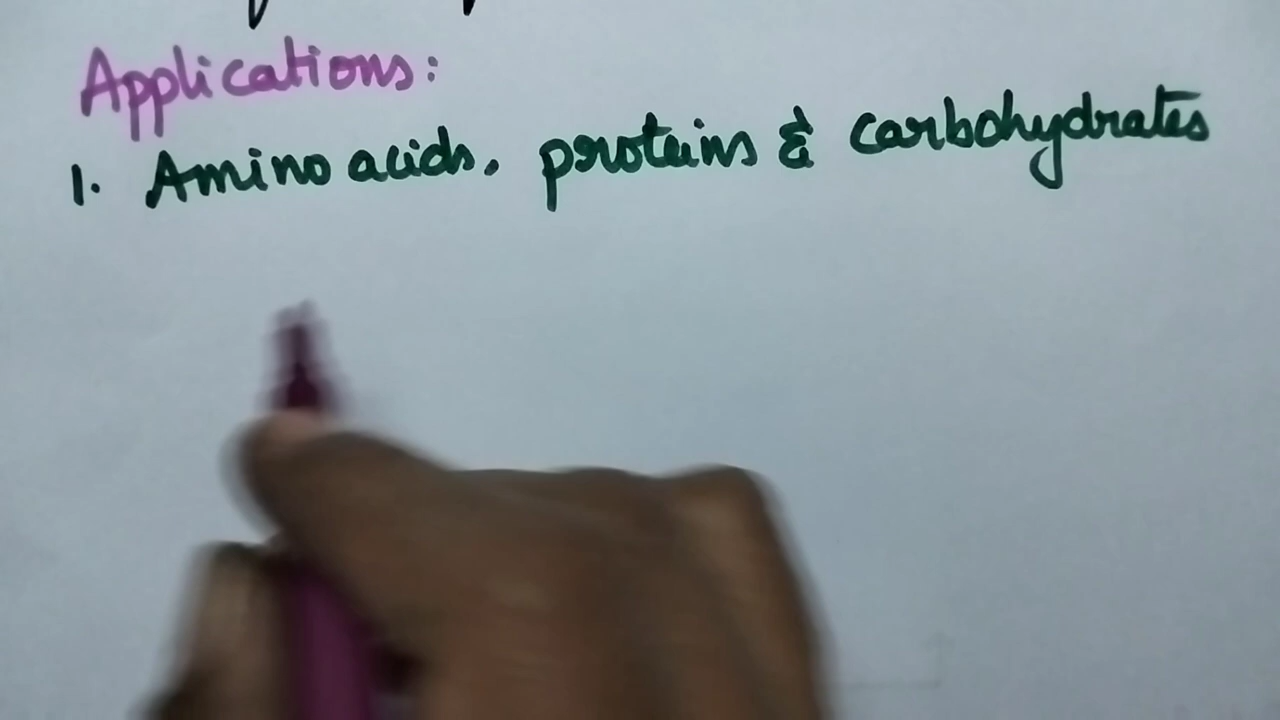 Applications:
1. Amino acids, proteins & carbohydrates